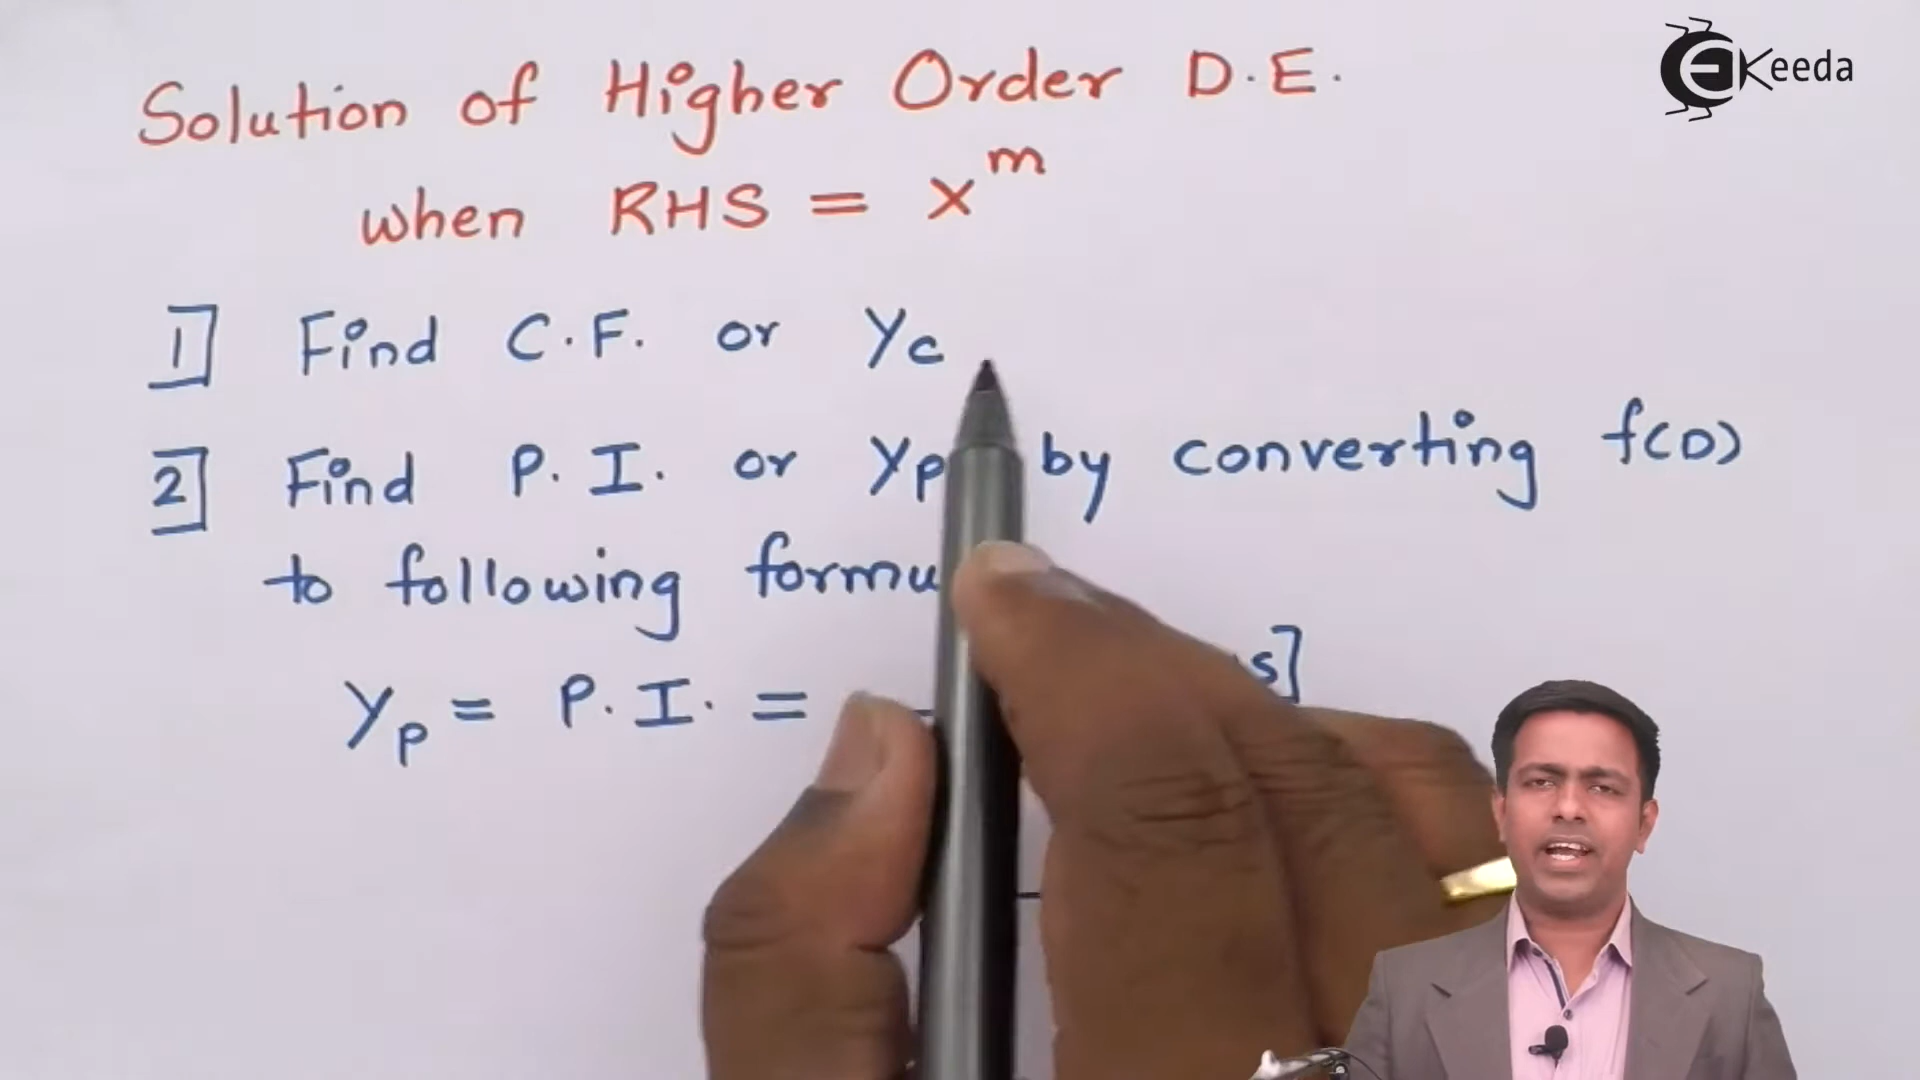 Solution of Higher Order D.E.
when RHS = x^m
1] Find C.F. or yc
2] Find P.I. or yp by converting f(D)
to following
yp = P.I. =
EKeeda